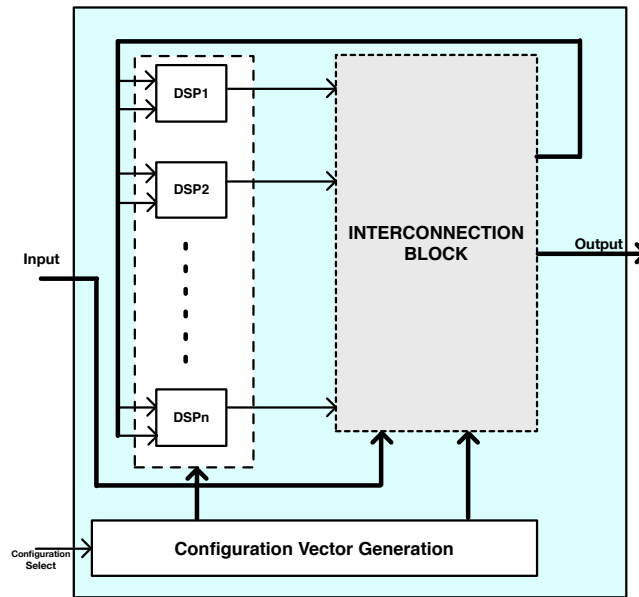 DSP1
DSP2
INTERCONNECTION
BLOCK
Output
Input
DSPn
Configuration Vector Generation
Configuration
Select